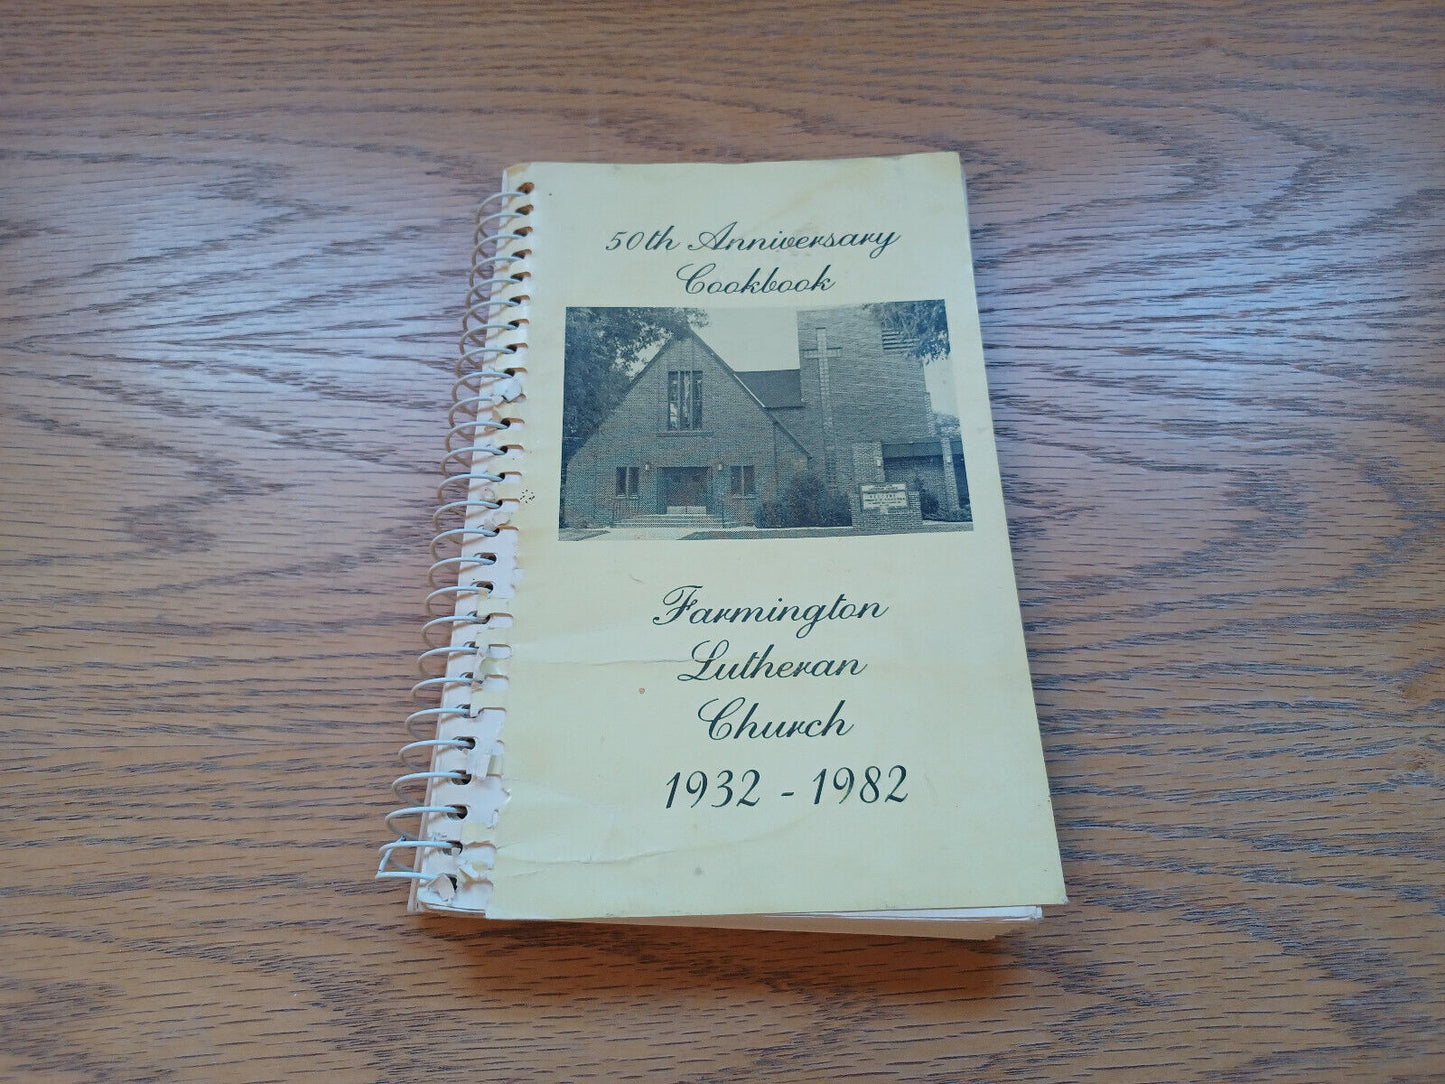 50th Anniversary
Cookbook
Farmington
Lutheran
Church
1932 - 1982